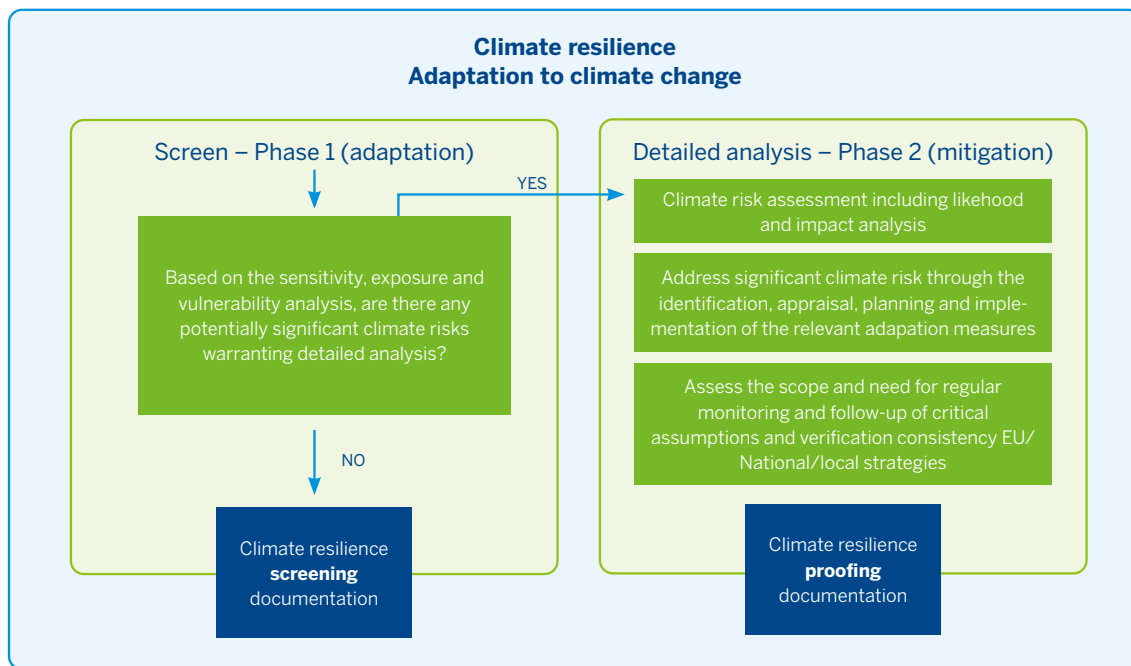 Climate resilience
Adaptation to climate change
Screen – Phase 1 (adaptation)
Based on the sensitivity, exposure and
vulnerability analysis, are there any
potentially significant climate risks
warranting detailed analysis?
YES
NO
Climate resilience
screening
documentation
Detailed analysis – Phase 2 (mitigation)
Climate risk assessment including likehood
and impact analysis
Address significant climate risk through the
identification, appraisal, planning and imple-
mentation of the relevant adapation measures
Assess the scope and need for regular
monitoring and follow-up of critical
assumptions and verification consistency EU/
National/local strategies
Climate resilience
proofing
documentation